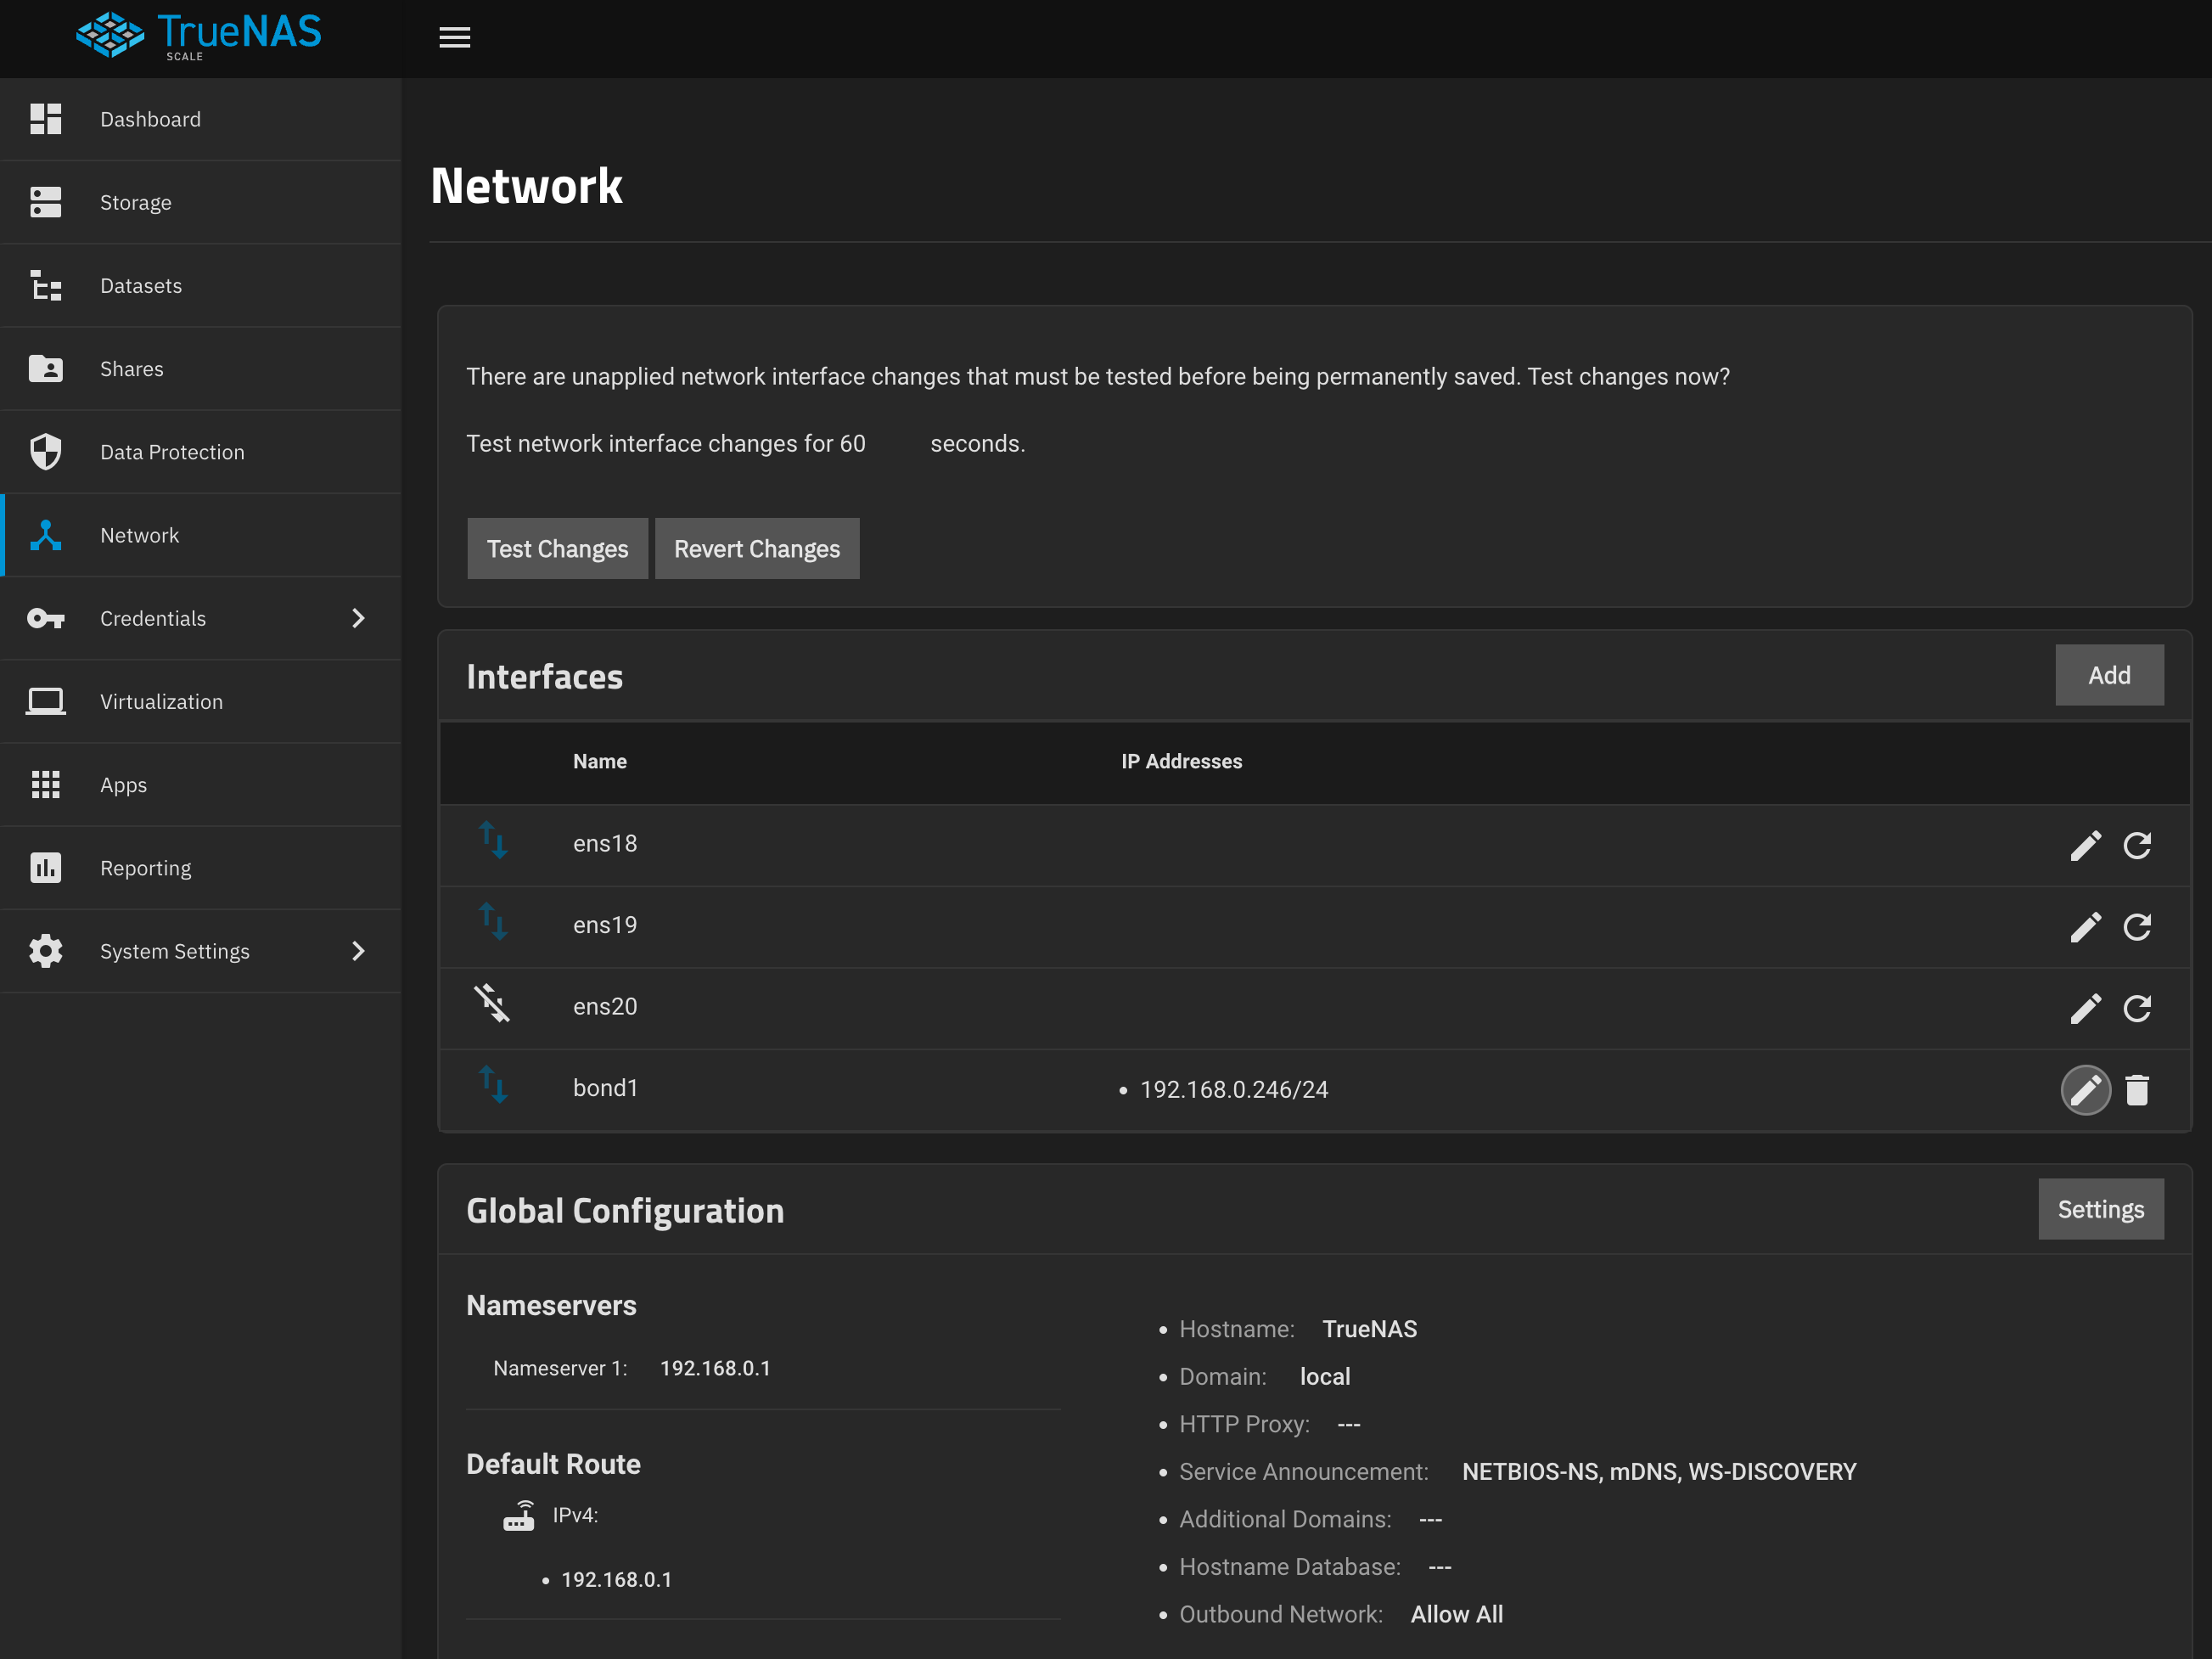 TrueNAS
SCALE
Dashboard
Storage
Datasets
Shares
Data Protection
Network
Credentials
Virtualization
Apps
Reporting
System Settings
Network
There are unapplied network interface changes that must be tested before being permanently saved. Test changes now?
Test network interface changes for 60 seconds.
Test Changes Revert Changes
Interfaces Add
Name IP Addresses
ens18
ens19
ens20
bond1 • 192.168.0.246/24
Global Configuration Settings
Nameservers
Nameserver 1: 192.168.0.1
Default Route
IPv4:
• 192.168.0.1
• Hostname: TrueNAS
• Domain: local
• HTTP Proxy: ---
• Service Announcement: NETBIOS-NS, mDNS, WS-DISCOVERY
• Additional Domains: ---
• Hostname Database: ---
• Outbound Network: Allow All